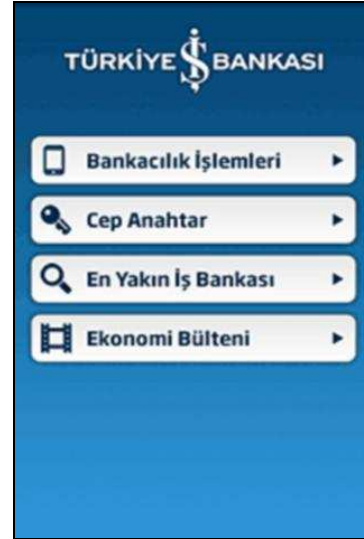 TÜRKİYE İŞ BANKASI
Bankacılık İşlemleri
Cep Anahtar
En Yakın İş Bankası
Ekonomi Bülteni